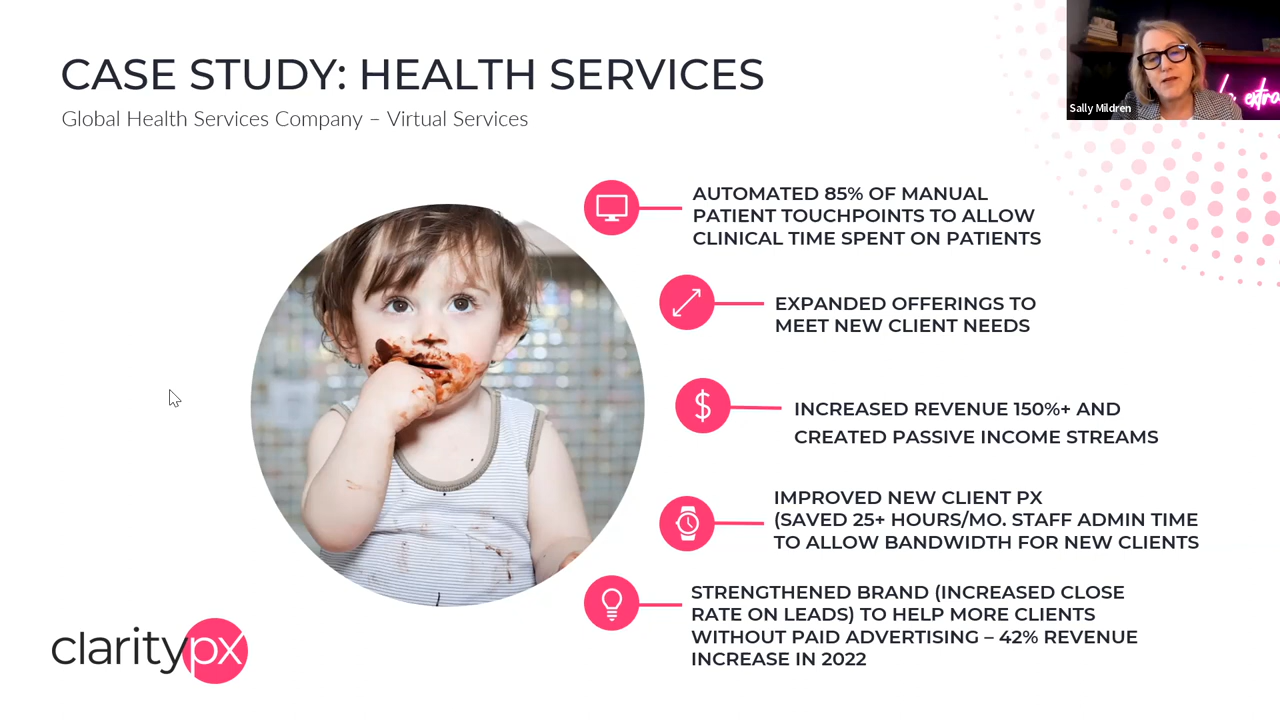 CASE STUDY: HEALTH SERVICES
Global Health Services Company – Virtual Services
Sally Mildren
AUTOMATED 85% OF MANUAL
PATIENT TOUCHPOINTS TO ALLOW
CLINICAL TIME SPENT ON PATIENTS
EXPANDED OFFERINGS TO
MEET NEW CLIENT NEEDS
$
INCREASED REVENUE 150%+ AND
CREATED PASSIVE INCOME STREAMS
IMPROVED NEW CLIENT PX
(SAVED 25+ HOURS/MO. STAFF ADMIN TIME
TO ALLOW BANDWIDTH FOR NEW CLIENTS
STRENGTHENED BRAND (INCREASED CLOSE
RATE ON LEADS) TO HELP MORE CLIENTS
WITHOUT PAID ADVERTISING – 42% REVENUE
INCREASE IN 2022
claritypx